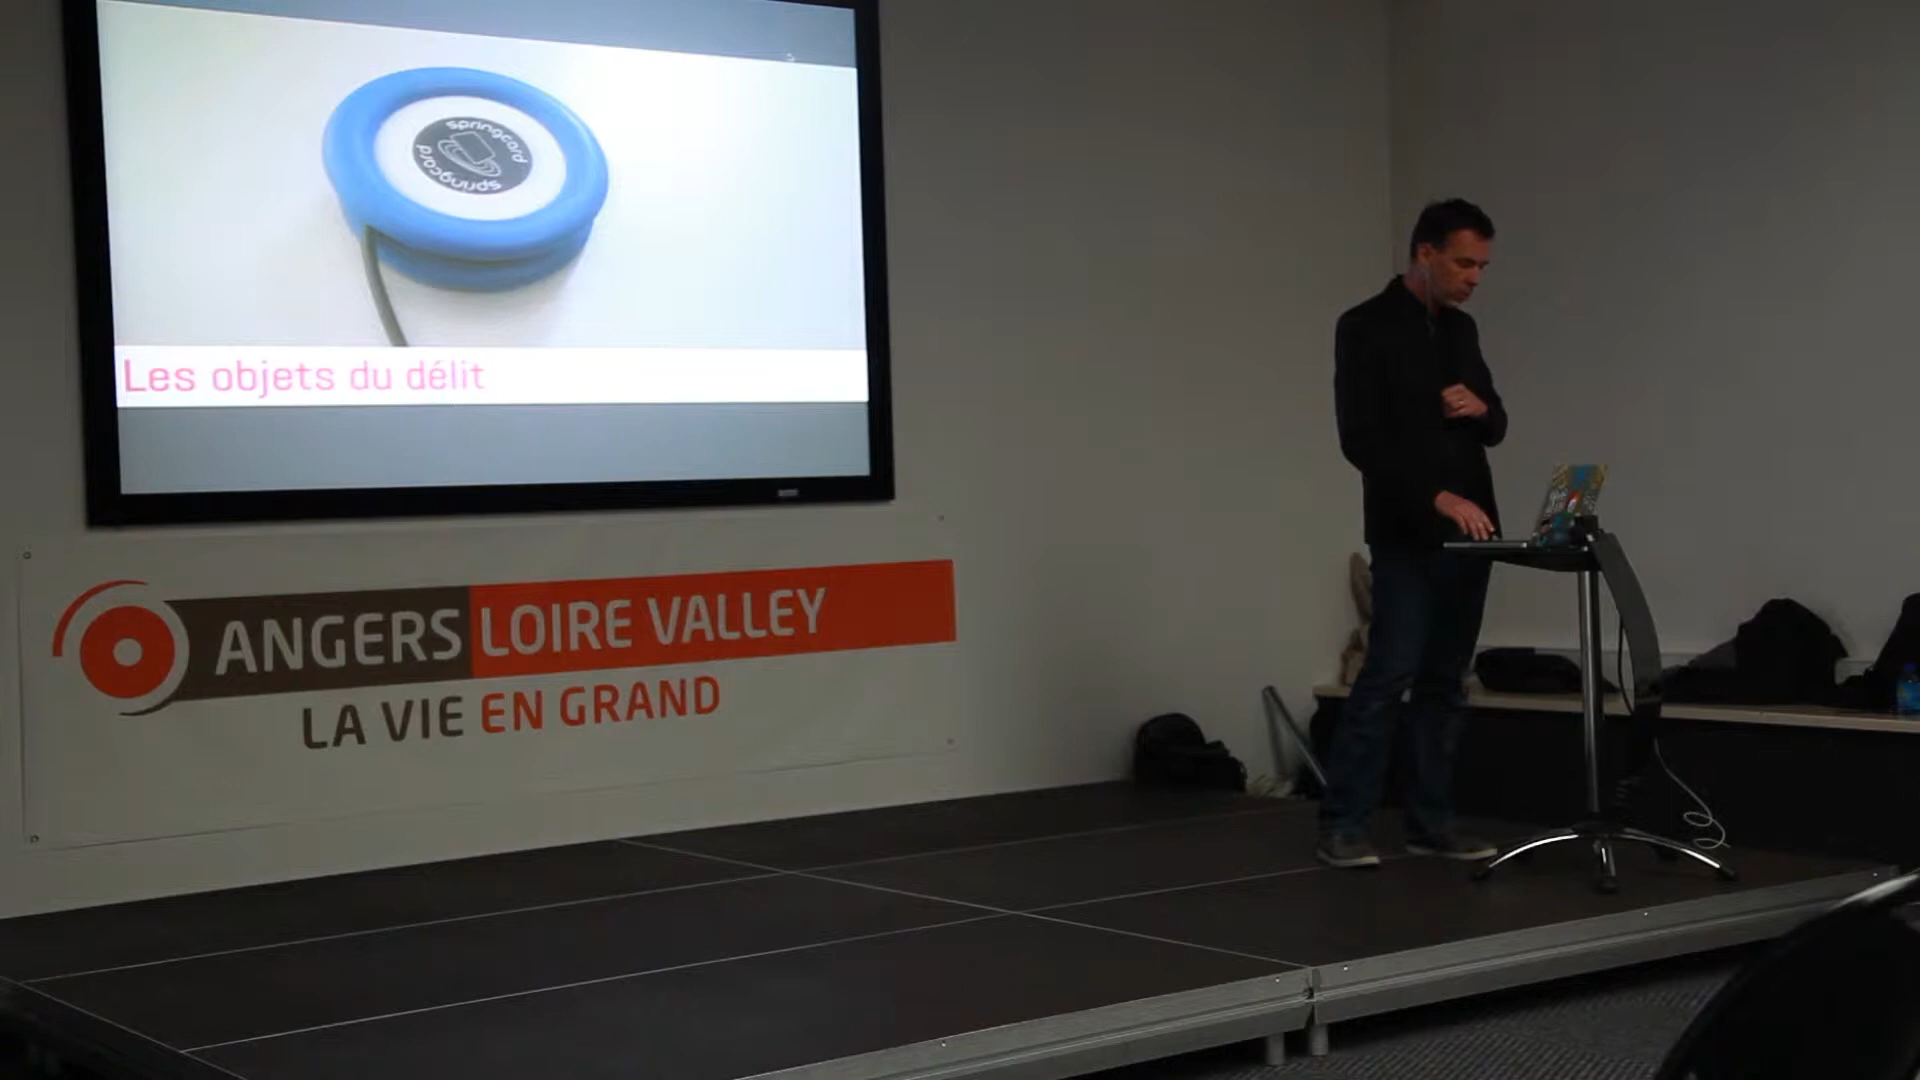 springcard
springcard
Les objets du délit
ANGERS LOIRE VALLEY
LA VIE EN GRAND